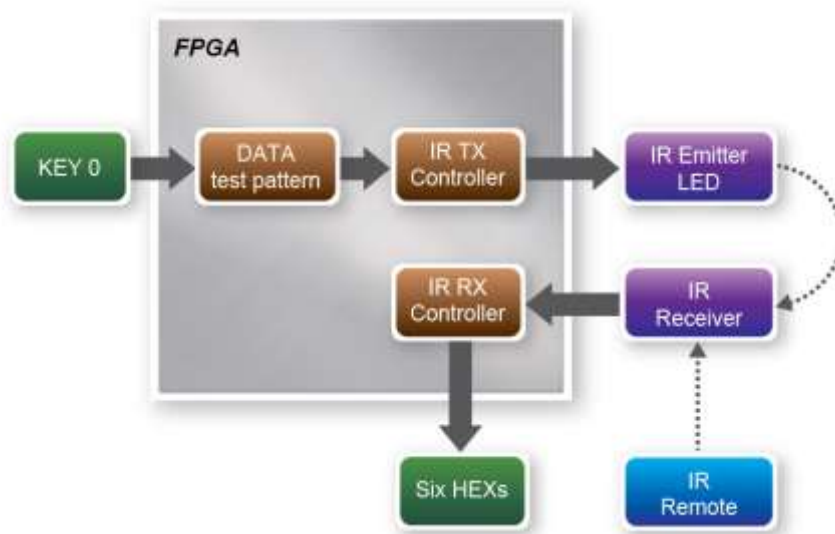 FPGA
KEY 0
DATA
test pattern
IR TX
Controller
IR Emitter
LED
IR RX
Controller
IR
Receiver
Six HEXs
IR
Remote